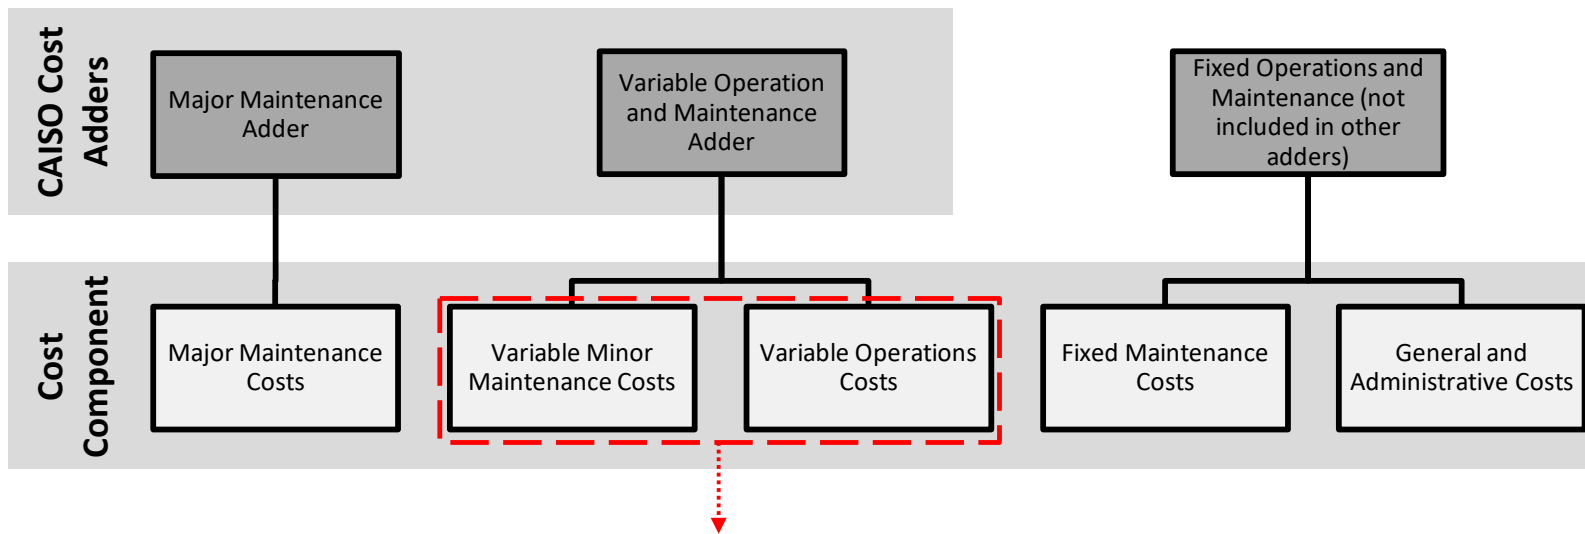 CAISO Cost
Adders
Major Maintenance
Adder
Variable Operation
and Maintenance
Adder
Fixed Operations and
Maintenance (not
included in other
adders)
Cost
Component
Major Maintenance
Costs
Variable Minor
Maintenance Costs
Variable Operations
Costs
Fixed Maintenance
Costs
General and
Administrative Costs